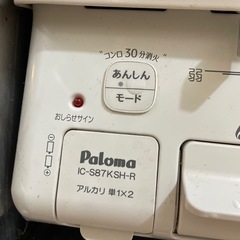 コンロ30分消火
あんしん
モード
おしらせサイン
Paloma
IC-S87KSH-R
アルカリ 単1×2